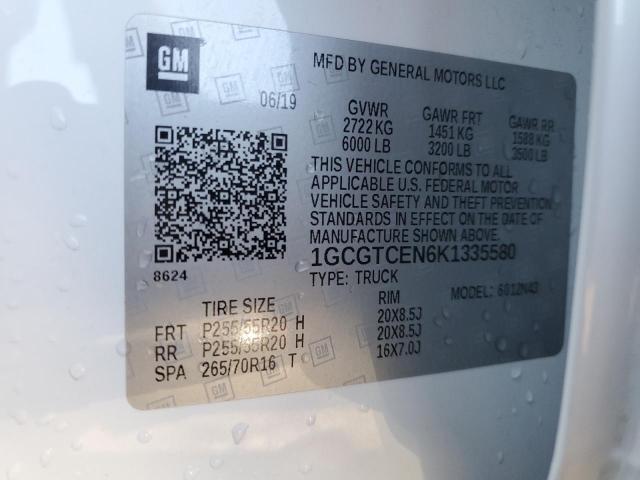 GM
MFD BY GENERAL MOTORS LLC
06/19
GVWR GAWR FRT GAWR RR
2722 KG 1451 KG 1588 KG
6000 LB 3200 LB 3500 LB
THIS VEHICLE CONFORMS TO ALL
APPLICABLE U.S. FEDERAL MOTOR
VEHICLE SAFETY AND THEFT PREVENTION
STANDARDS IN EFFECT ON THE DATE OF
MANUFACTURE SHOWN ABOVE.
1GCGTCEN6K1335580
8624
TYPE: TRUCK MODEL: 6012N43
TIRE SIZE RIM
FRT P255/55R20 H 20X8.5J
RR P255/55R20 H 20X8.5J
SPA 265/70R16 T 16X7.0J